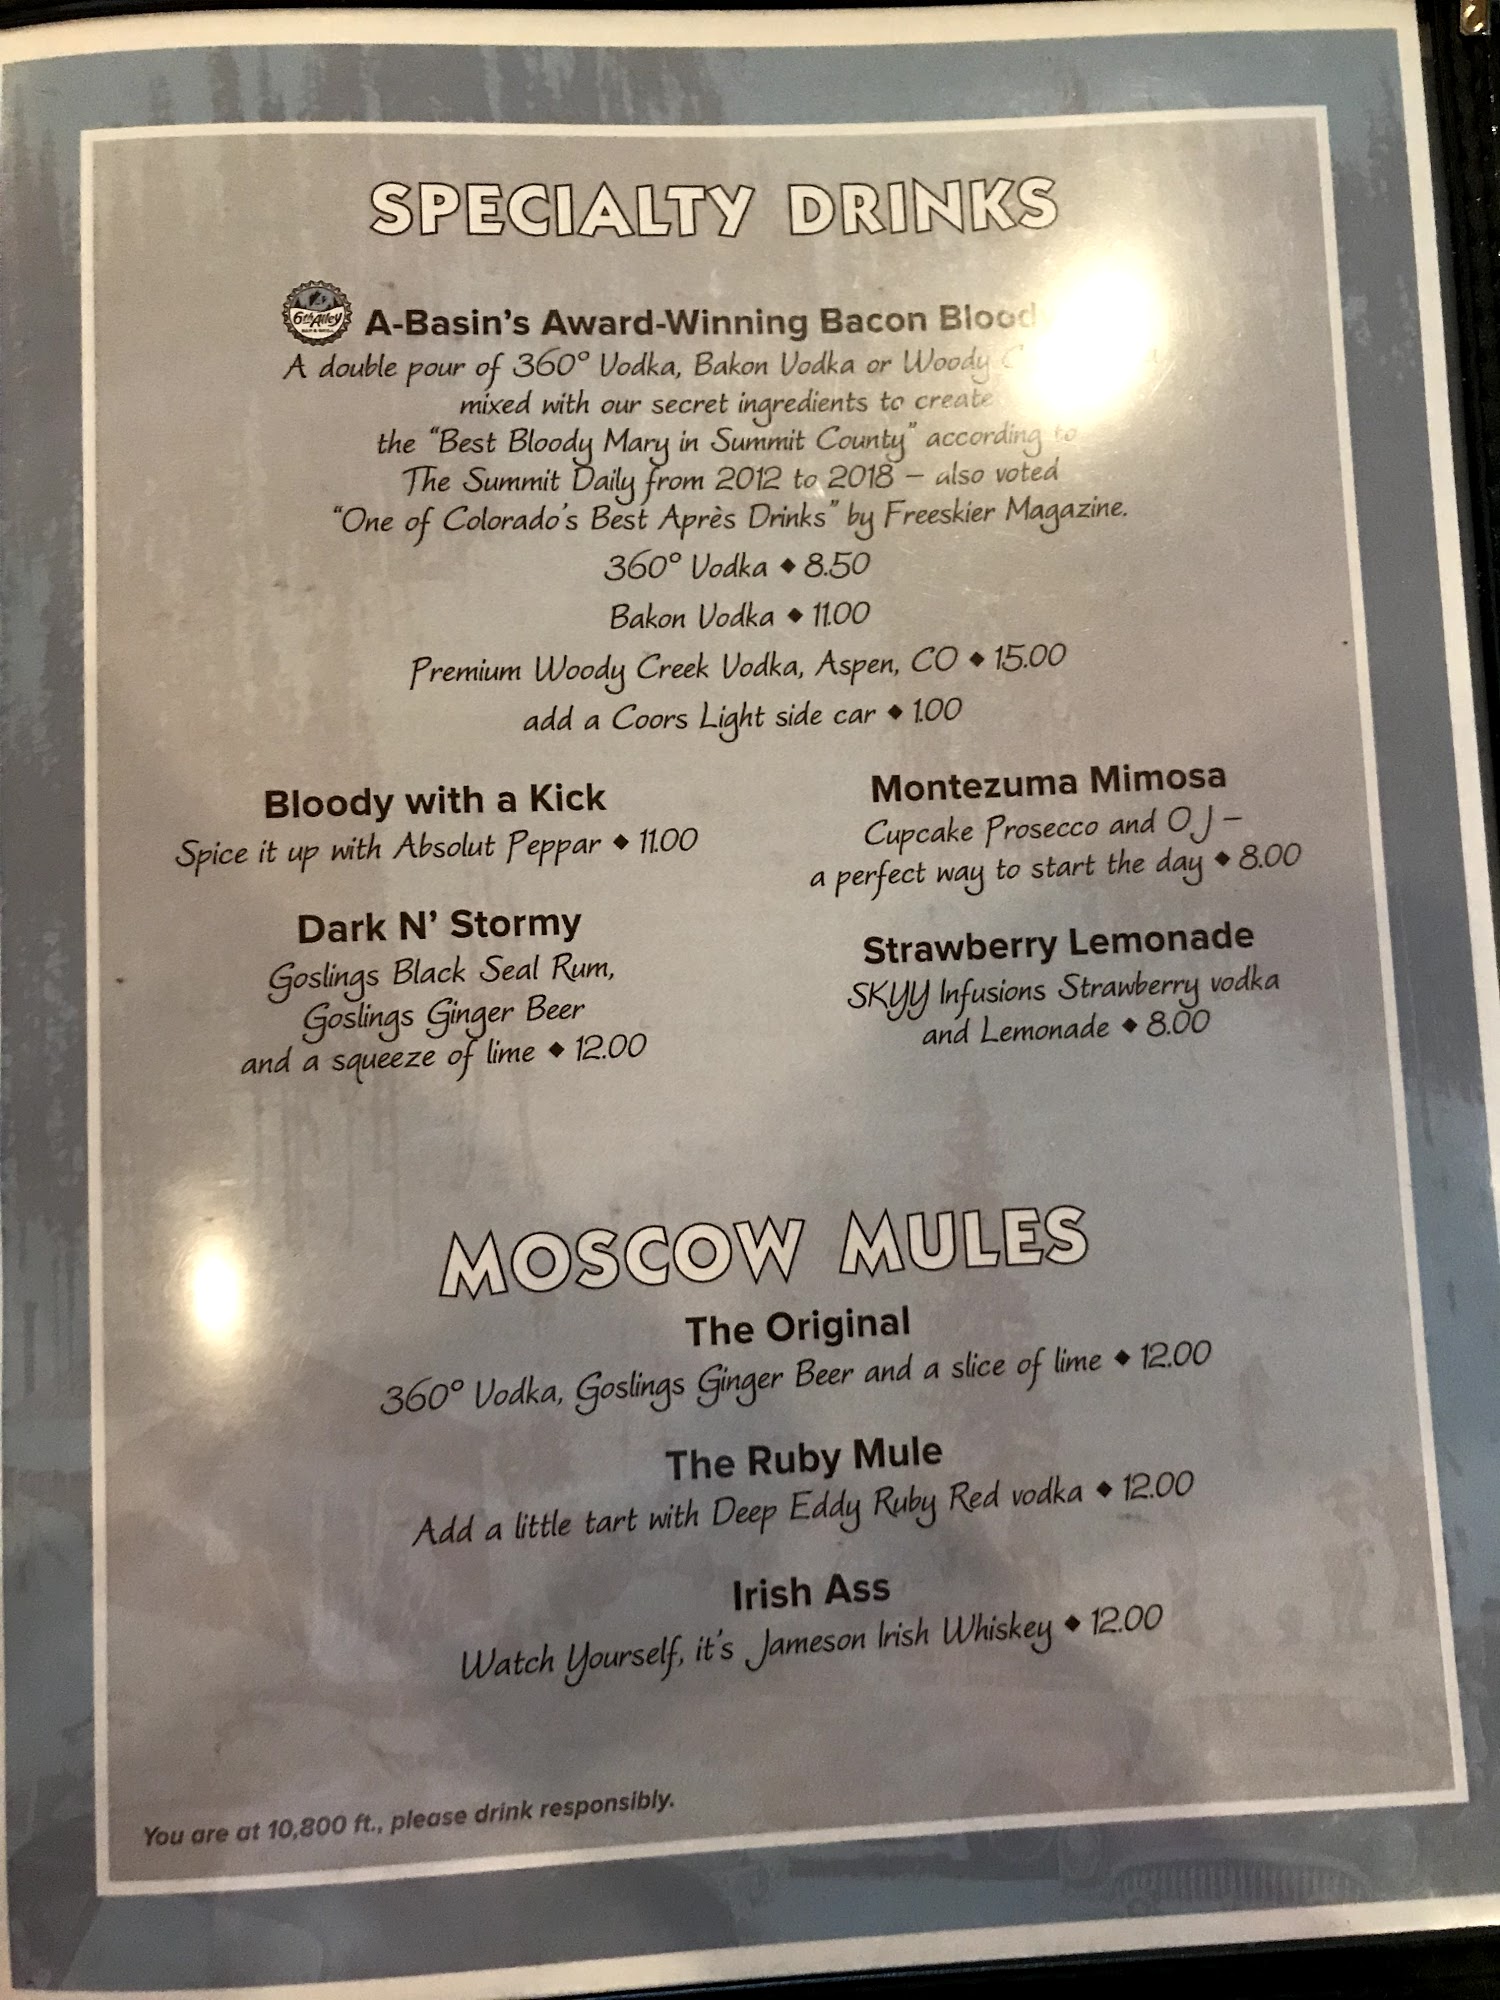 SPECIALTY DRINKS
6th Alley
BAR & GRILL
A-Basin's Award-Winning Bacon
A double pour of 360° Vodka, Bakon Vodka or Woody
mixed with our secret ingredients to create
the "Best Bloody Mary in Summit County" according to
The Summit Daily from 2012 to 2018 – also voted
"One of Colorado's Best Après Drinks" by Freeskier Magazine.
360° Vodka ◆ 8.50
Bakon Vodka ◆ 11.00
Premium Woody Creek Vodka, Aspen, CO ◆ 15.00
add a Coors Light side car ◆ 1.00
Bloody with a Kick
Spice it up with Absolut Peppar ◆ 11.00
Dark N' Stormy
Goslings Black Seal Rum,
Goslings Ginger Beer
and a squeeze of lime ◆ 12.00
Montezuma Mimosa
Cupcake Prosecco and O J –
a perfect way to start the day ◆ 8.00
Strawberry Lemonade
SKYY Infusions Strawberry vodka
and Lemonade ◆ 8.00
MOSCOW MULES
The Original
360° Vodka, Goslings Ginger Beer and a slice of lime ◆ 12.00
The Ruby Mule
Add a little tart with Deep Eddy Ruby Red vodka ◆ 12.00
Irish Ass
Watch Yourself, it's Jameson Irish Whiskey ◆ 12.00
You are at 10,800 ft., please drink responsibly.